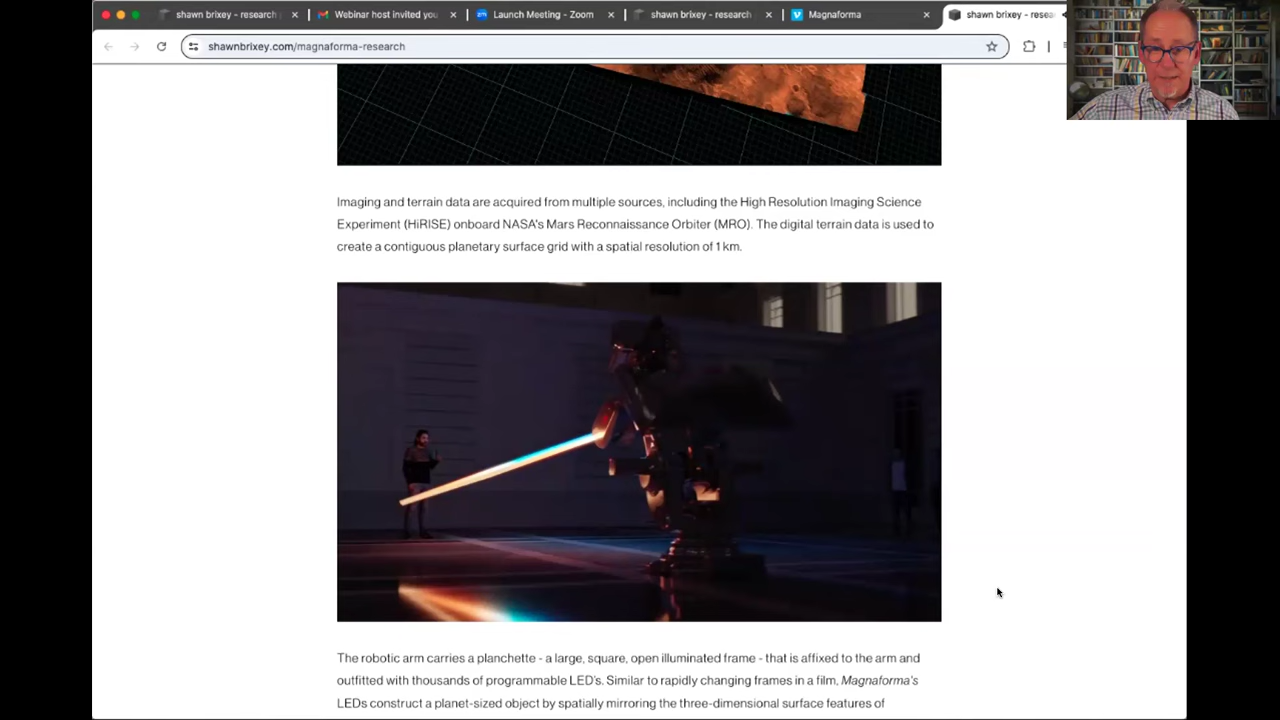 shawn brixey - research
Webinar host invited you
Launch Meeting - Zoom
shawn brixey - research
Magnaforma
shawn brixey - resea
shawnbrixey.com/magnaforma-research
Imaging and terrain data are acquired from multiple sources, including the High Resolution Imaging Science
Experiment (HiRISE) onboard NASA's Mars Reconnaissance Orbiter (MRO). The digital terrain data is used to
create a contiguous planetary surface grid with a spatial resolution of 1 km.
The robotic arm carries a planchette - a large, square, open illuminated frame - that is affixed to the arm and
outfitted with thousands of programmable LED's. Similar to rapidly changing frames in a film, Magnaforma's
LEDs construct a planet-sized object by spatially mirroring the three-dimensional surface features of